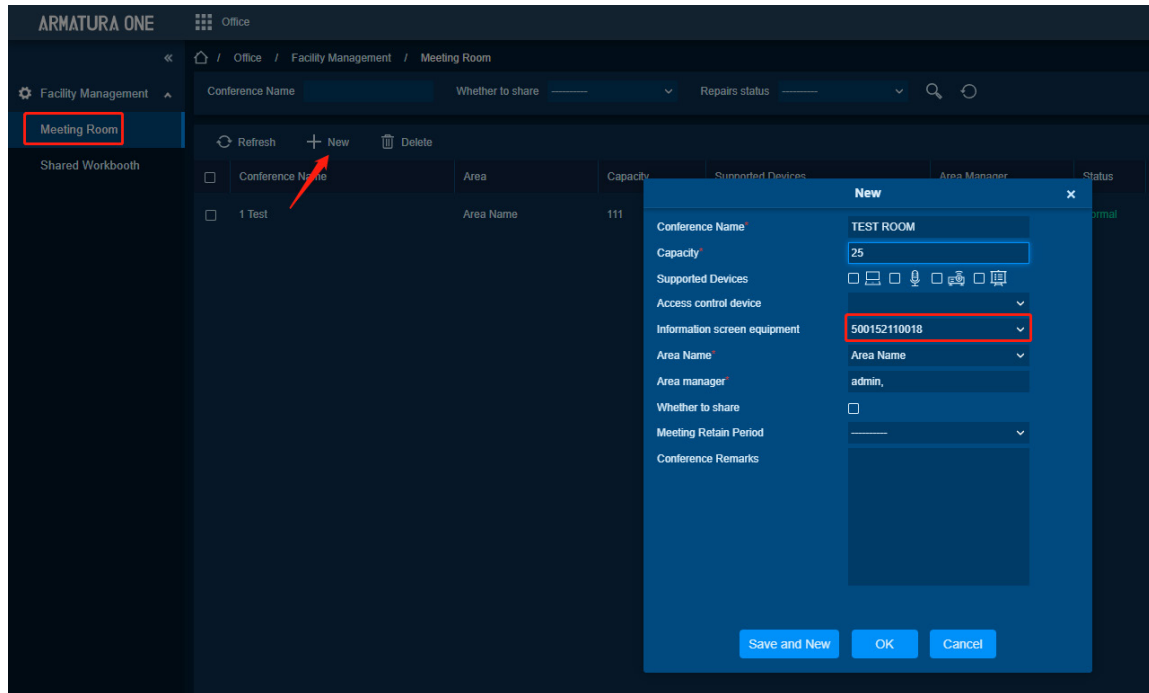 ARMATURA ONE
Office
/ Office / Facility Management / Meeting Room
Facility Management
Meeting Room
Shared Workbooth
Conference Name
Whether to share ----------
Repairs status ----------
Refresh
New
Delete
Conference Name
Area
Capacity
Supported Devices
Area Manager
Status
1 Test
Area Name
111
New
Conference Name* TEST ROOM
Capacity* 25
Supported Devices
Access control device
Information screen equipment 500152110018
Area Name* Area Name
Area manager* admin,
Whether to share
Meeting Retain Period ----------
Conference Remarks
Save and New
OK
Cancel